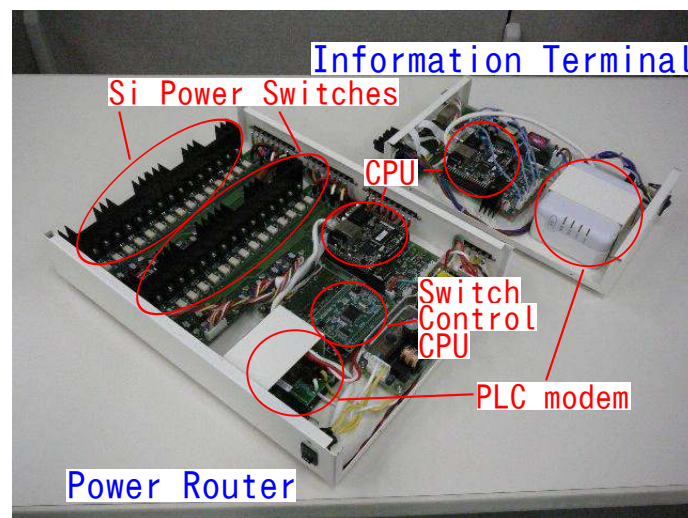 Information Terminal
Si Power Switches
CPU
Switch
Control
CPU
PLC modem
Power Router